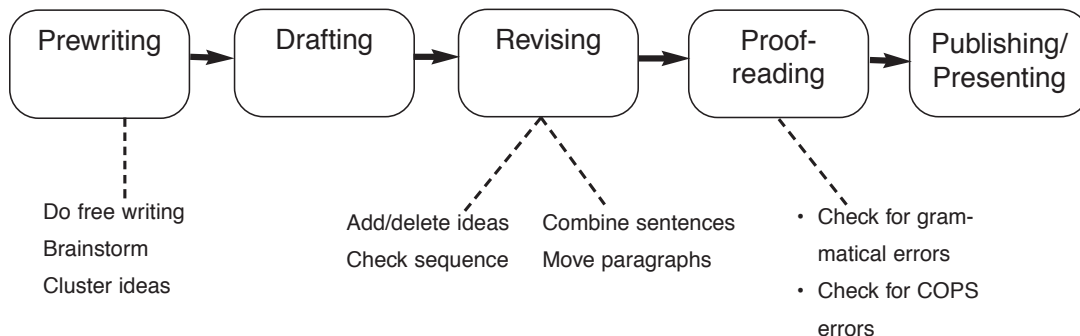 Prewriting
Drafting
Revising
Proof-
reading
Publishing/
Presenting
Do free writing
Brainstorm
Cluster ideas
Add/delete ideas
Check sequence
Combine sentences
Move paragraphs
• Check for gram-
matical errors
• Check for COPS
errors